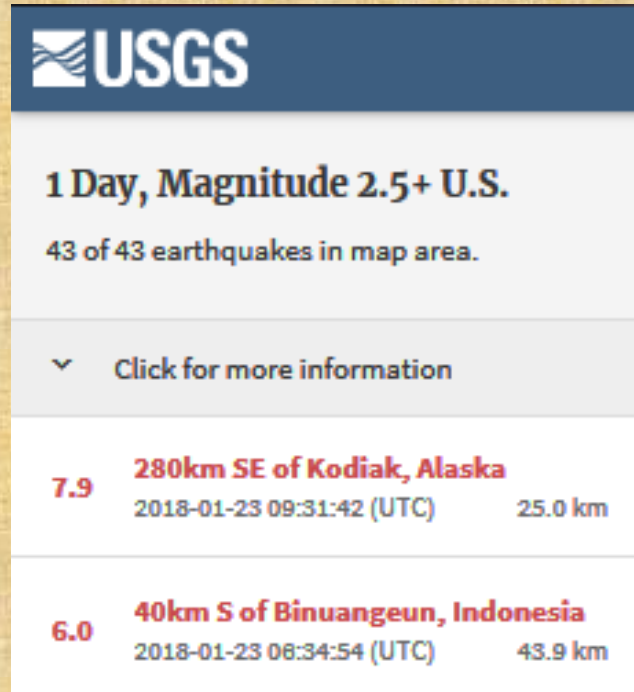 USGS
1 Day, Magnitude 2.5+ U.S.
43 of 43 earthquakes in map area.
Click for more information
7.9 280km SE of Kodiak, Alaska
2018-01-23 09:31:42 (UTC) 25.0 km
6.0 40km S of Binuangeun, Indonesia
2018-01-23 06:34:54 (UTC) 43.9 km